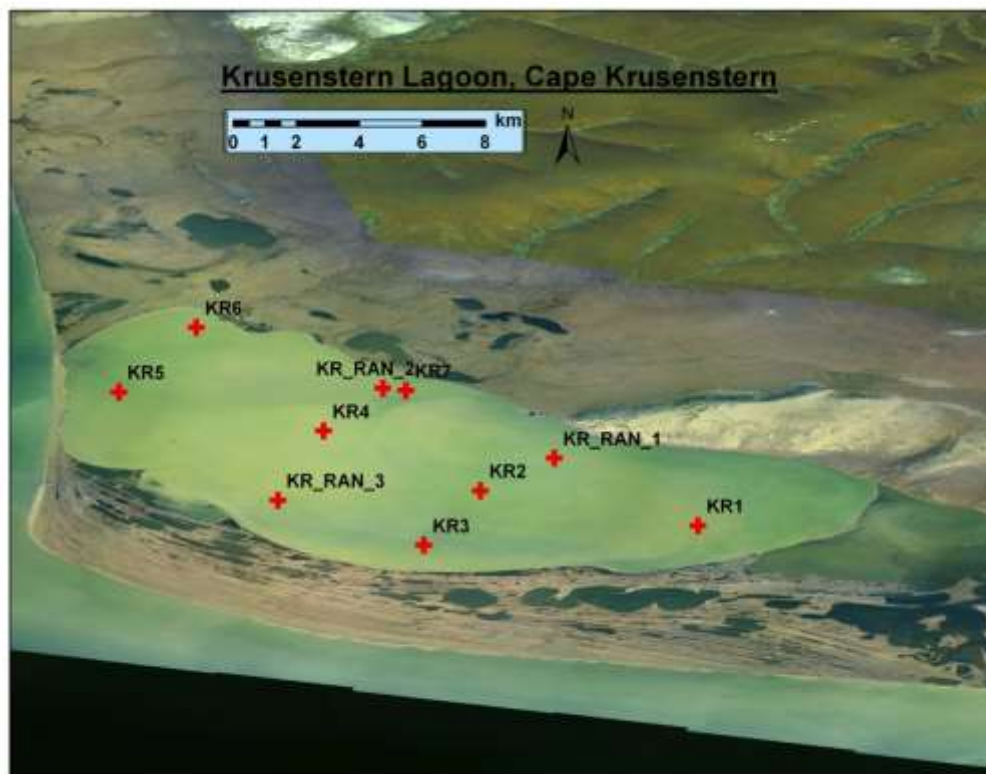 Krusenstern Lagoon, Cape Krusenstern
km
0 1 2 4 6 8
N
KR6
KR5
KR_RAN_2
KR7
KR4
KR_RAN_1
KR_RAN_3
KR2
KR1
KR3